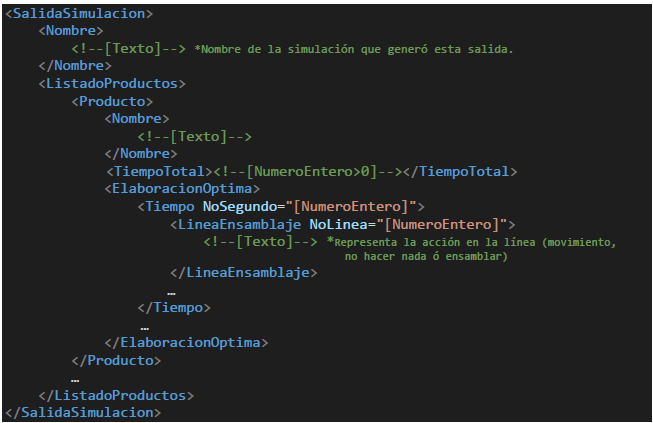 <SalidaSimulacion>
<Nombre>
<!--[Texto]--> *Nombre de la simulación que generó esta salida.
</Nombre>
<ListadoProductos>
<Producto>
<Nombre>
<!--[Texto]-->
</Nombre>
<TiempoTotal><!--[NumeroEntero>0]--></TiempoTotal>
<ElaboracionOptima>
<Tiempo NoSegundo="[NumeroEntero]">
<LineaEnsamblaje NoLinea="[NumeroEntero]">
<!--[Texto]--> *Representa la acción en la línea (movimiento,
no hacer nada ó ensamblar)
</LineaEnsamblaje>
…
</Tiempo>
…
</ElaboracionOptima>
</Producto>
…
</ListadoProductos>
</SalidaSimulacion>